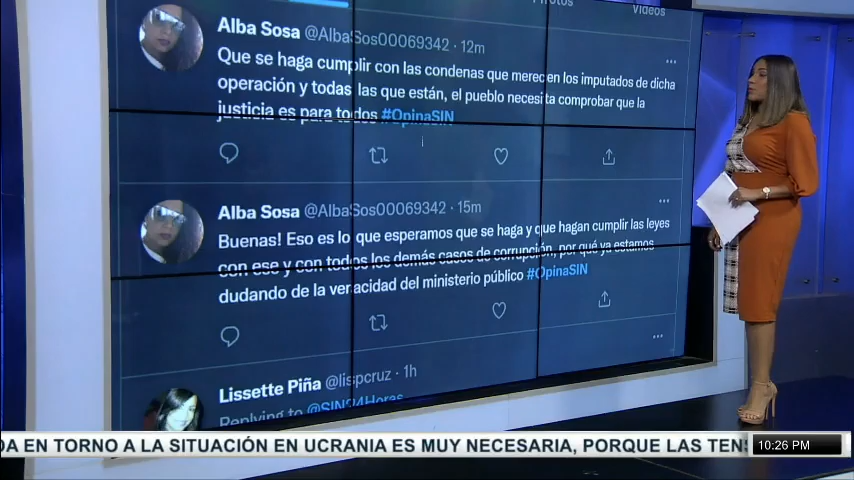 Photos
Videos
Alba Sosa @AlbaSos00069342 · 12m
Que se haga cumplir con las condenas que merecen los imputados de dicha
operación y todas las que están, el pueblo necesita comprobar que la
justicia es para todos #OpinaSIN
Alba Sosa @AlbaSos00069342 · 15m
Buenas! Eso es lo que esperamos que se haga y que hagan cumplir las leyes
con ese y con todos los demás casos de corrupción, por qué ya estamos
dudando de la veracidad del ministerio público #OpinaSIN
Lissette Piña @lispcruz · 1h
Replying to @SIN24Horas
EN TORNO A LA SITUACIÓN EN UCRANIA ES MUY NECESARIA, PORQUE LAS
10:26 PM